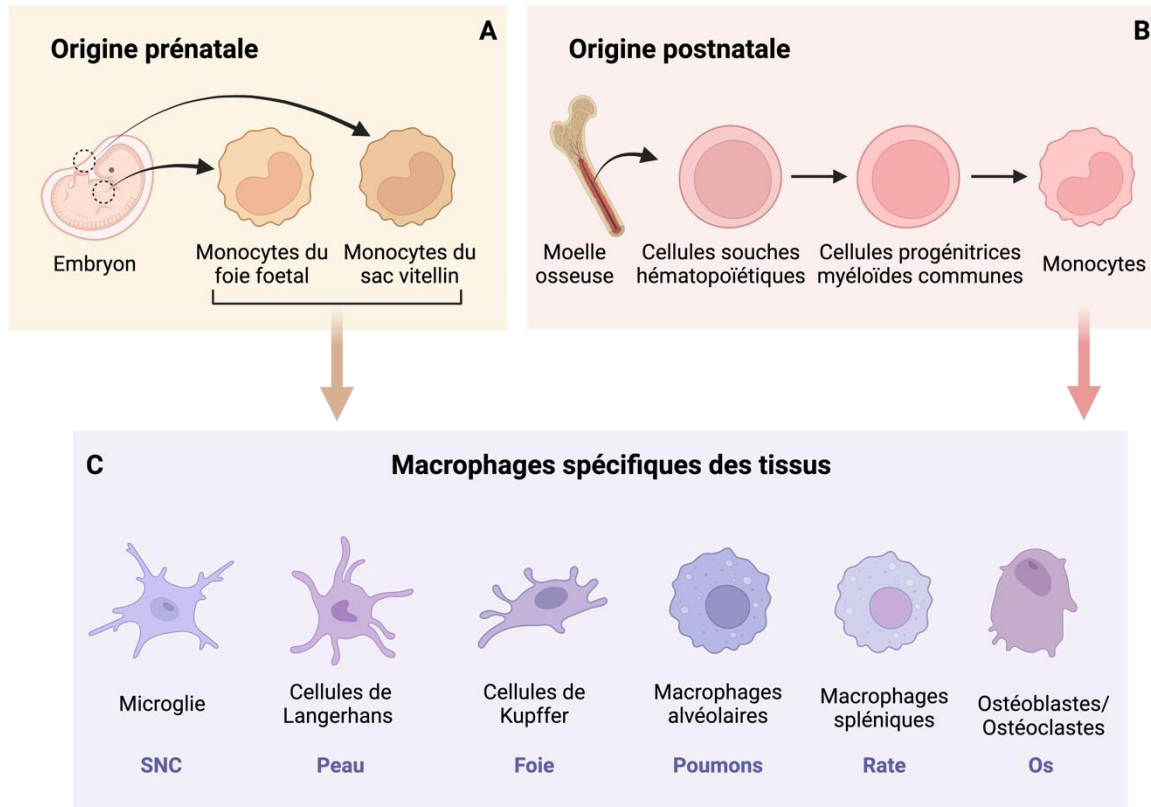 A
Origine prénatale
Embryon
Monocytes du
foie foetal
Monocytes du
sac vitellin
B
Origine postnatale
Moelle
osseuse
Cellules souches
hématopoïétiques
Cellules progénitrices
myéloïdes communes
Monocytes
C
Macrophages spécifiques des tissus
Microglie
SNC
Cellules de
Langerhans
Peau
Cellules de
Kupffer
Foie
Macrophages
alvéolaires
Poumons
Macrophages
spléniques
Rate
Ostéoblastes/
Ostéoclastes
Os